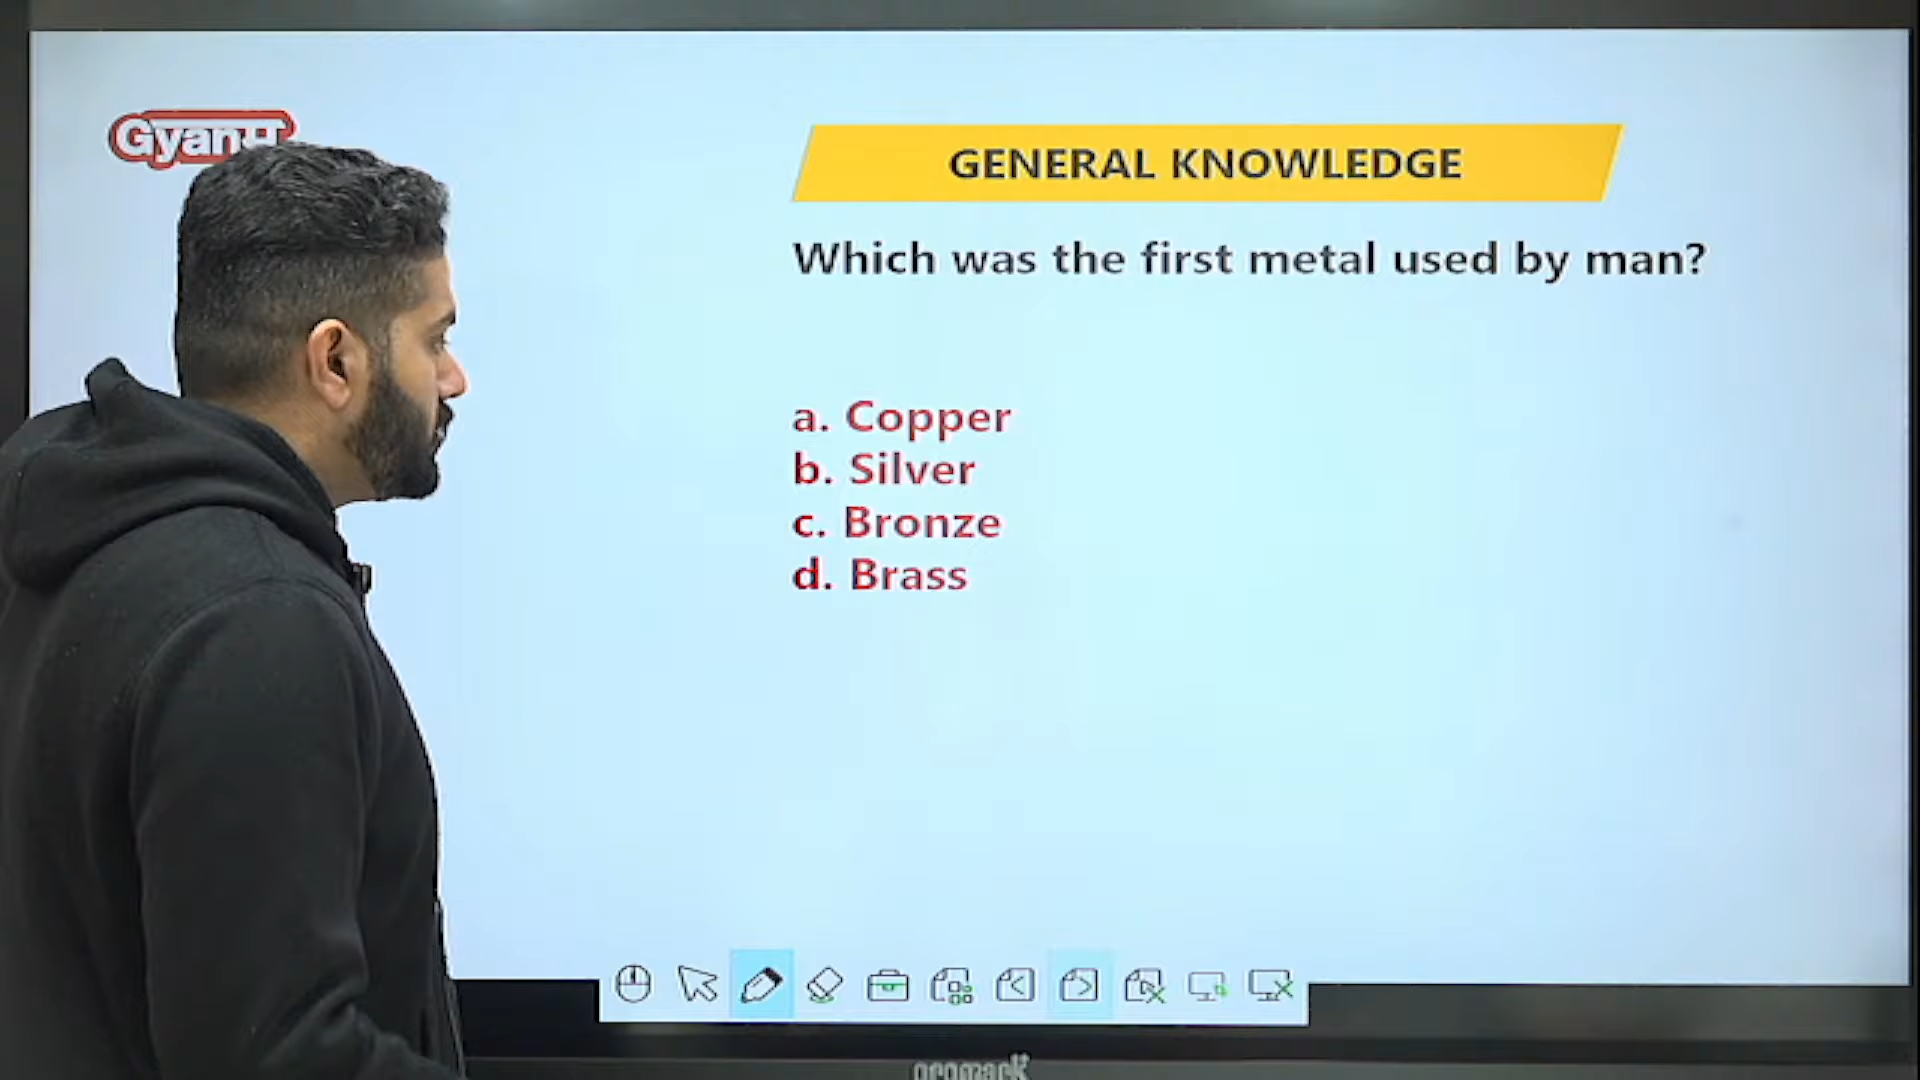 GENERAL KNOWLEDGE
Which was the first metal used by man?
a. Copper
b. Silver
c. Bronze
d. Brass